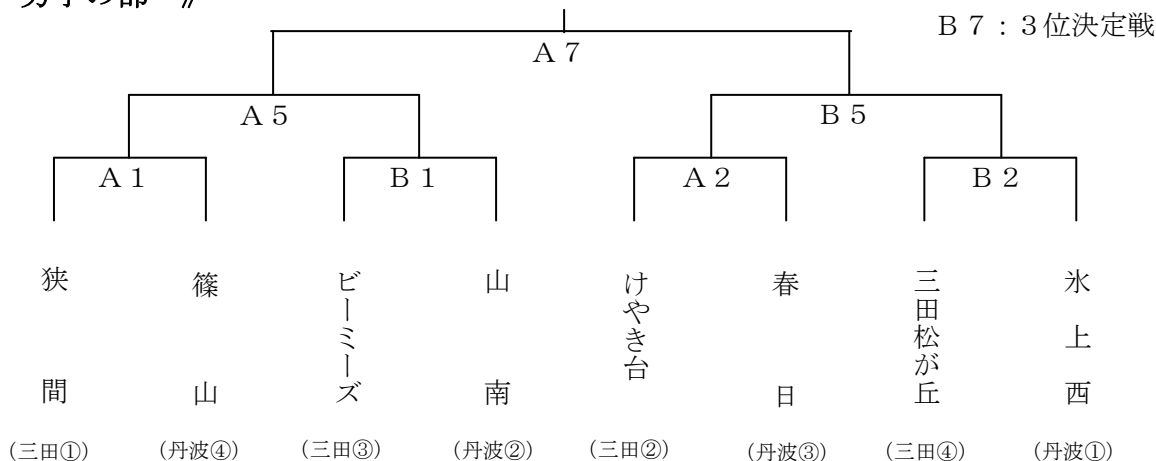 男子の部 》
B7：3位決定戦
A7
A5
B5
A1
B1
A2
B2
狭間
篠山
ビーミーズ
山南
けやき台
春日
三田松が丘
氷上西
(三田①)
(丹波④)
(三田③)
(丹波②)
(三田②)
(丹波③)
(三田④)
(丹波①)